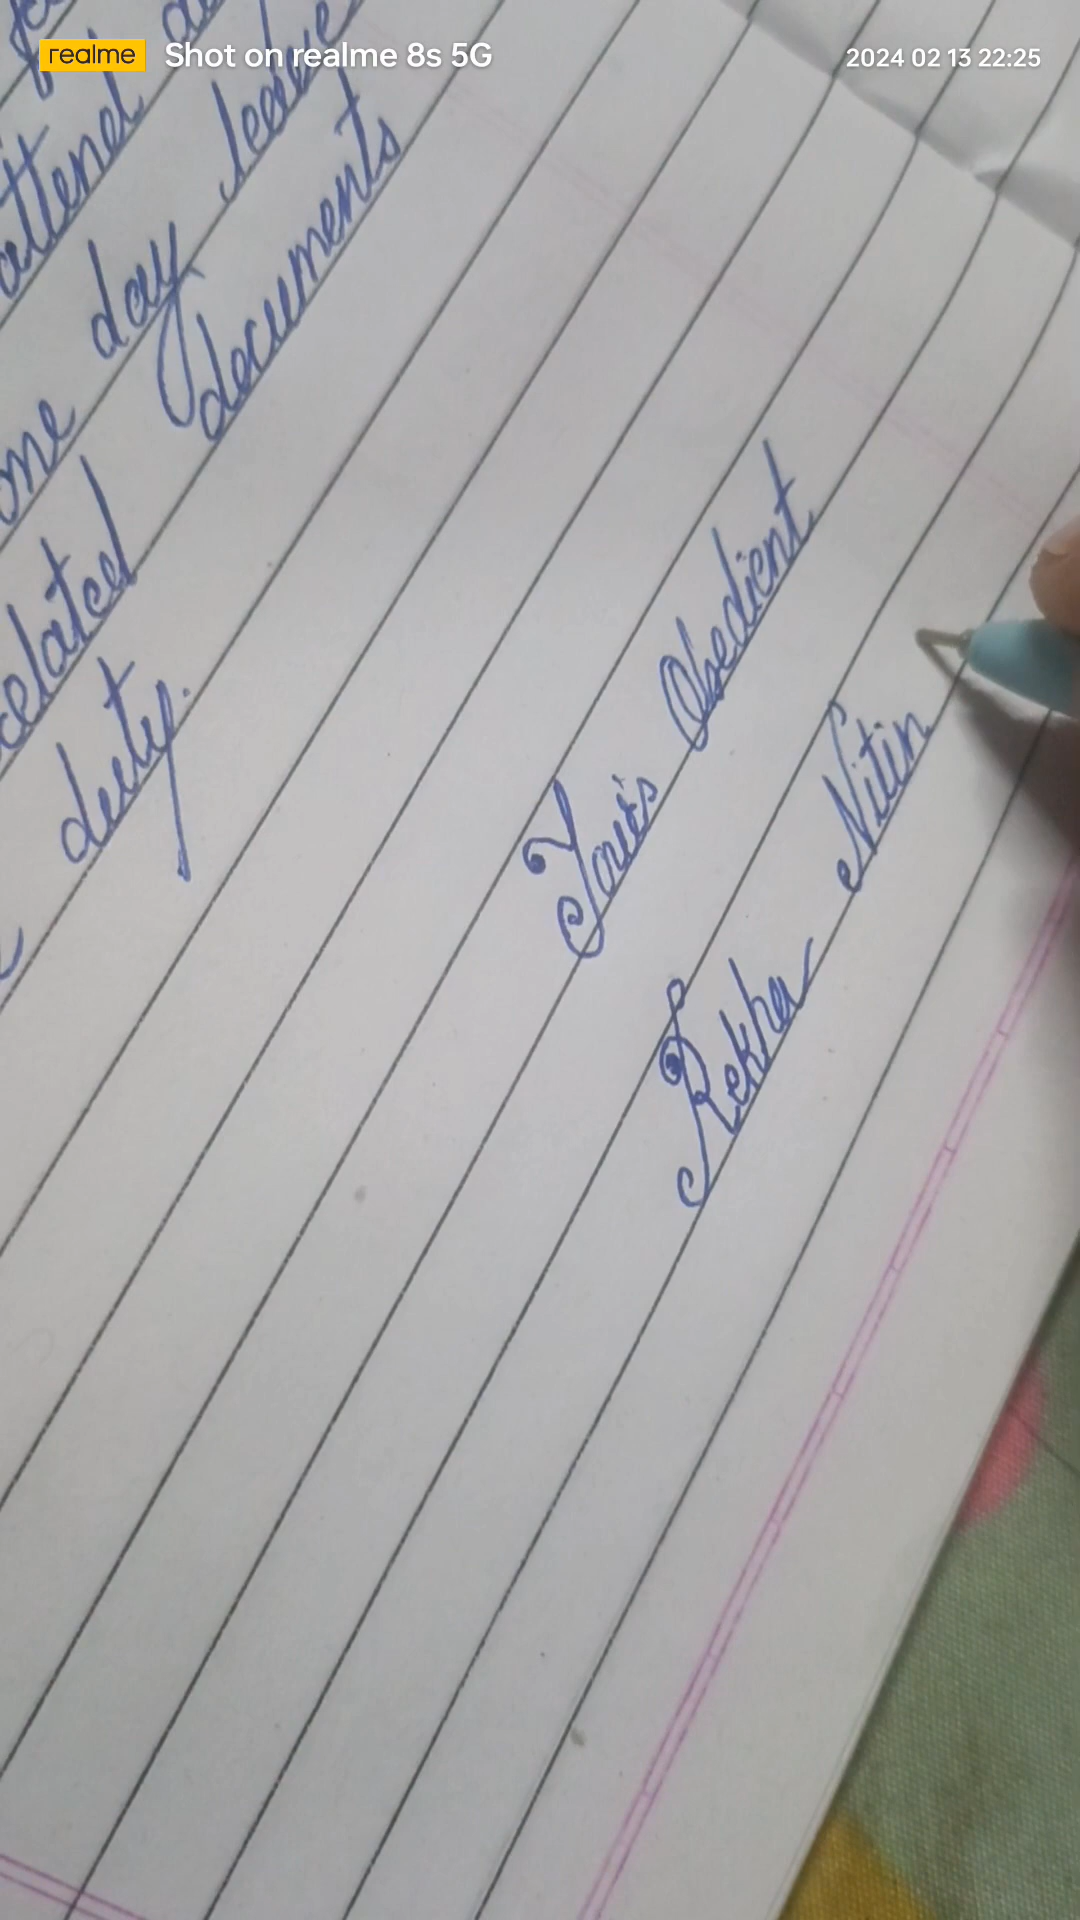 realme Shot on realme 8s 5G
2024 02 13 22:25
attend
one day leave
related documents
duty.
Your's Obedient
Rekha Nitin